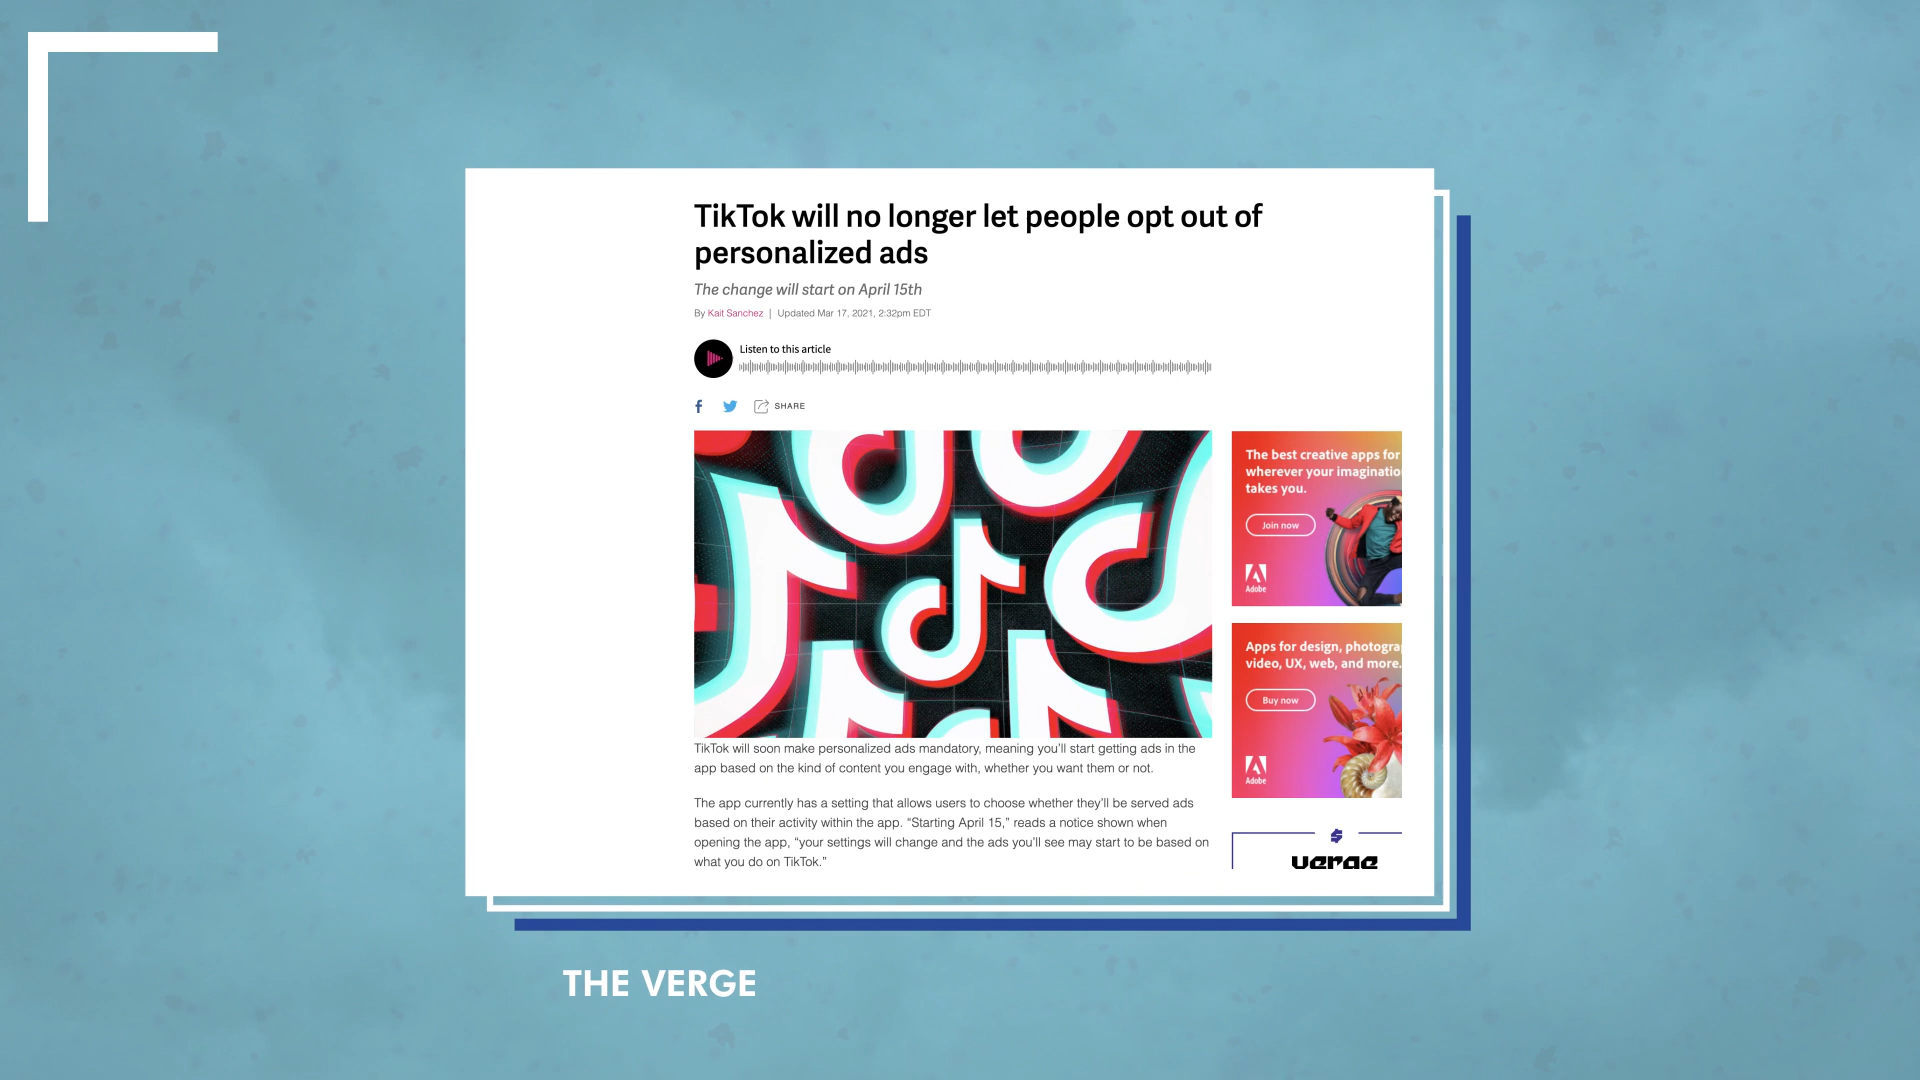 TikTok will no longer let people opt out of
personalized ads
The change will start on April 15th
By Kait Sanchez | Updated Mar 17, 2021, 2:32pm EDT
Listen to this article
SHARE
The best creative apps for
wherever your imaginatio
takes you.
Join now
Adobe
Apps for design, photogra
video, UX, web, and more.
Buy now
Adobe
TikTok will soon make personalized ads mandatory, meaning you’ll start getting ads in the
app based on the kind of content you engage with, whether you want them or not.
The app currently has a setting that allows users to choose whether they’ll be served ads
based on their activity within the app. “Starting April 15,” reads a notice shown when
opening the app, “your settings will change and the ads you’ll see may start to be based on
what you do on TikTok.”
$
verge
THE VERGE